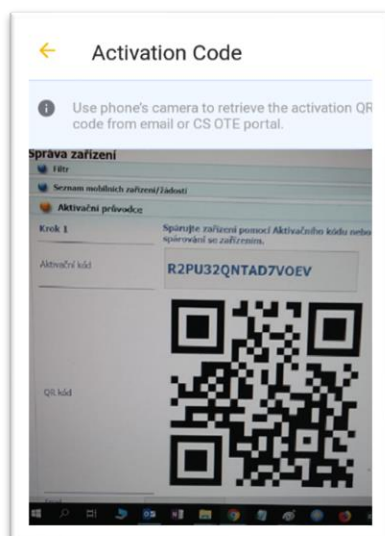 Activation Code
Use phone's camera to retrieve the activation QR
code from email or CS OTE portal.
Správa zařízení
Filtr
Seznam mobilních zařízení/žádostí
Aktivační průvodce
Krok 1
Spárujte zařízení pomocí Aktivačního kódu nebo
spárování se zařízením.
Aktivační kód
R2PU32QNTAD7VOEV
QR kód